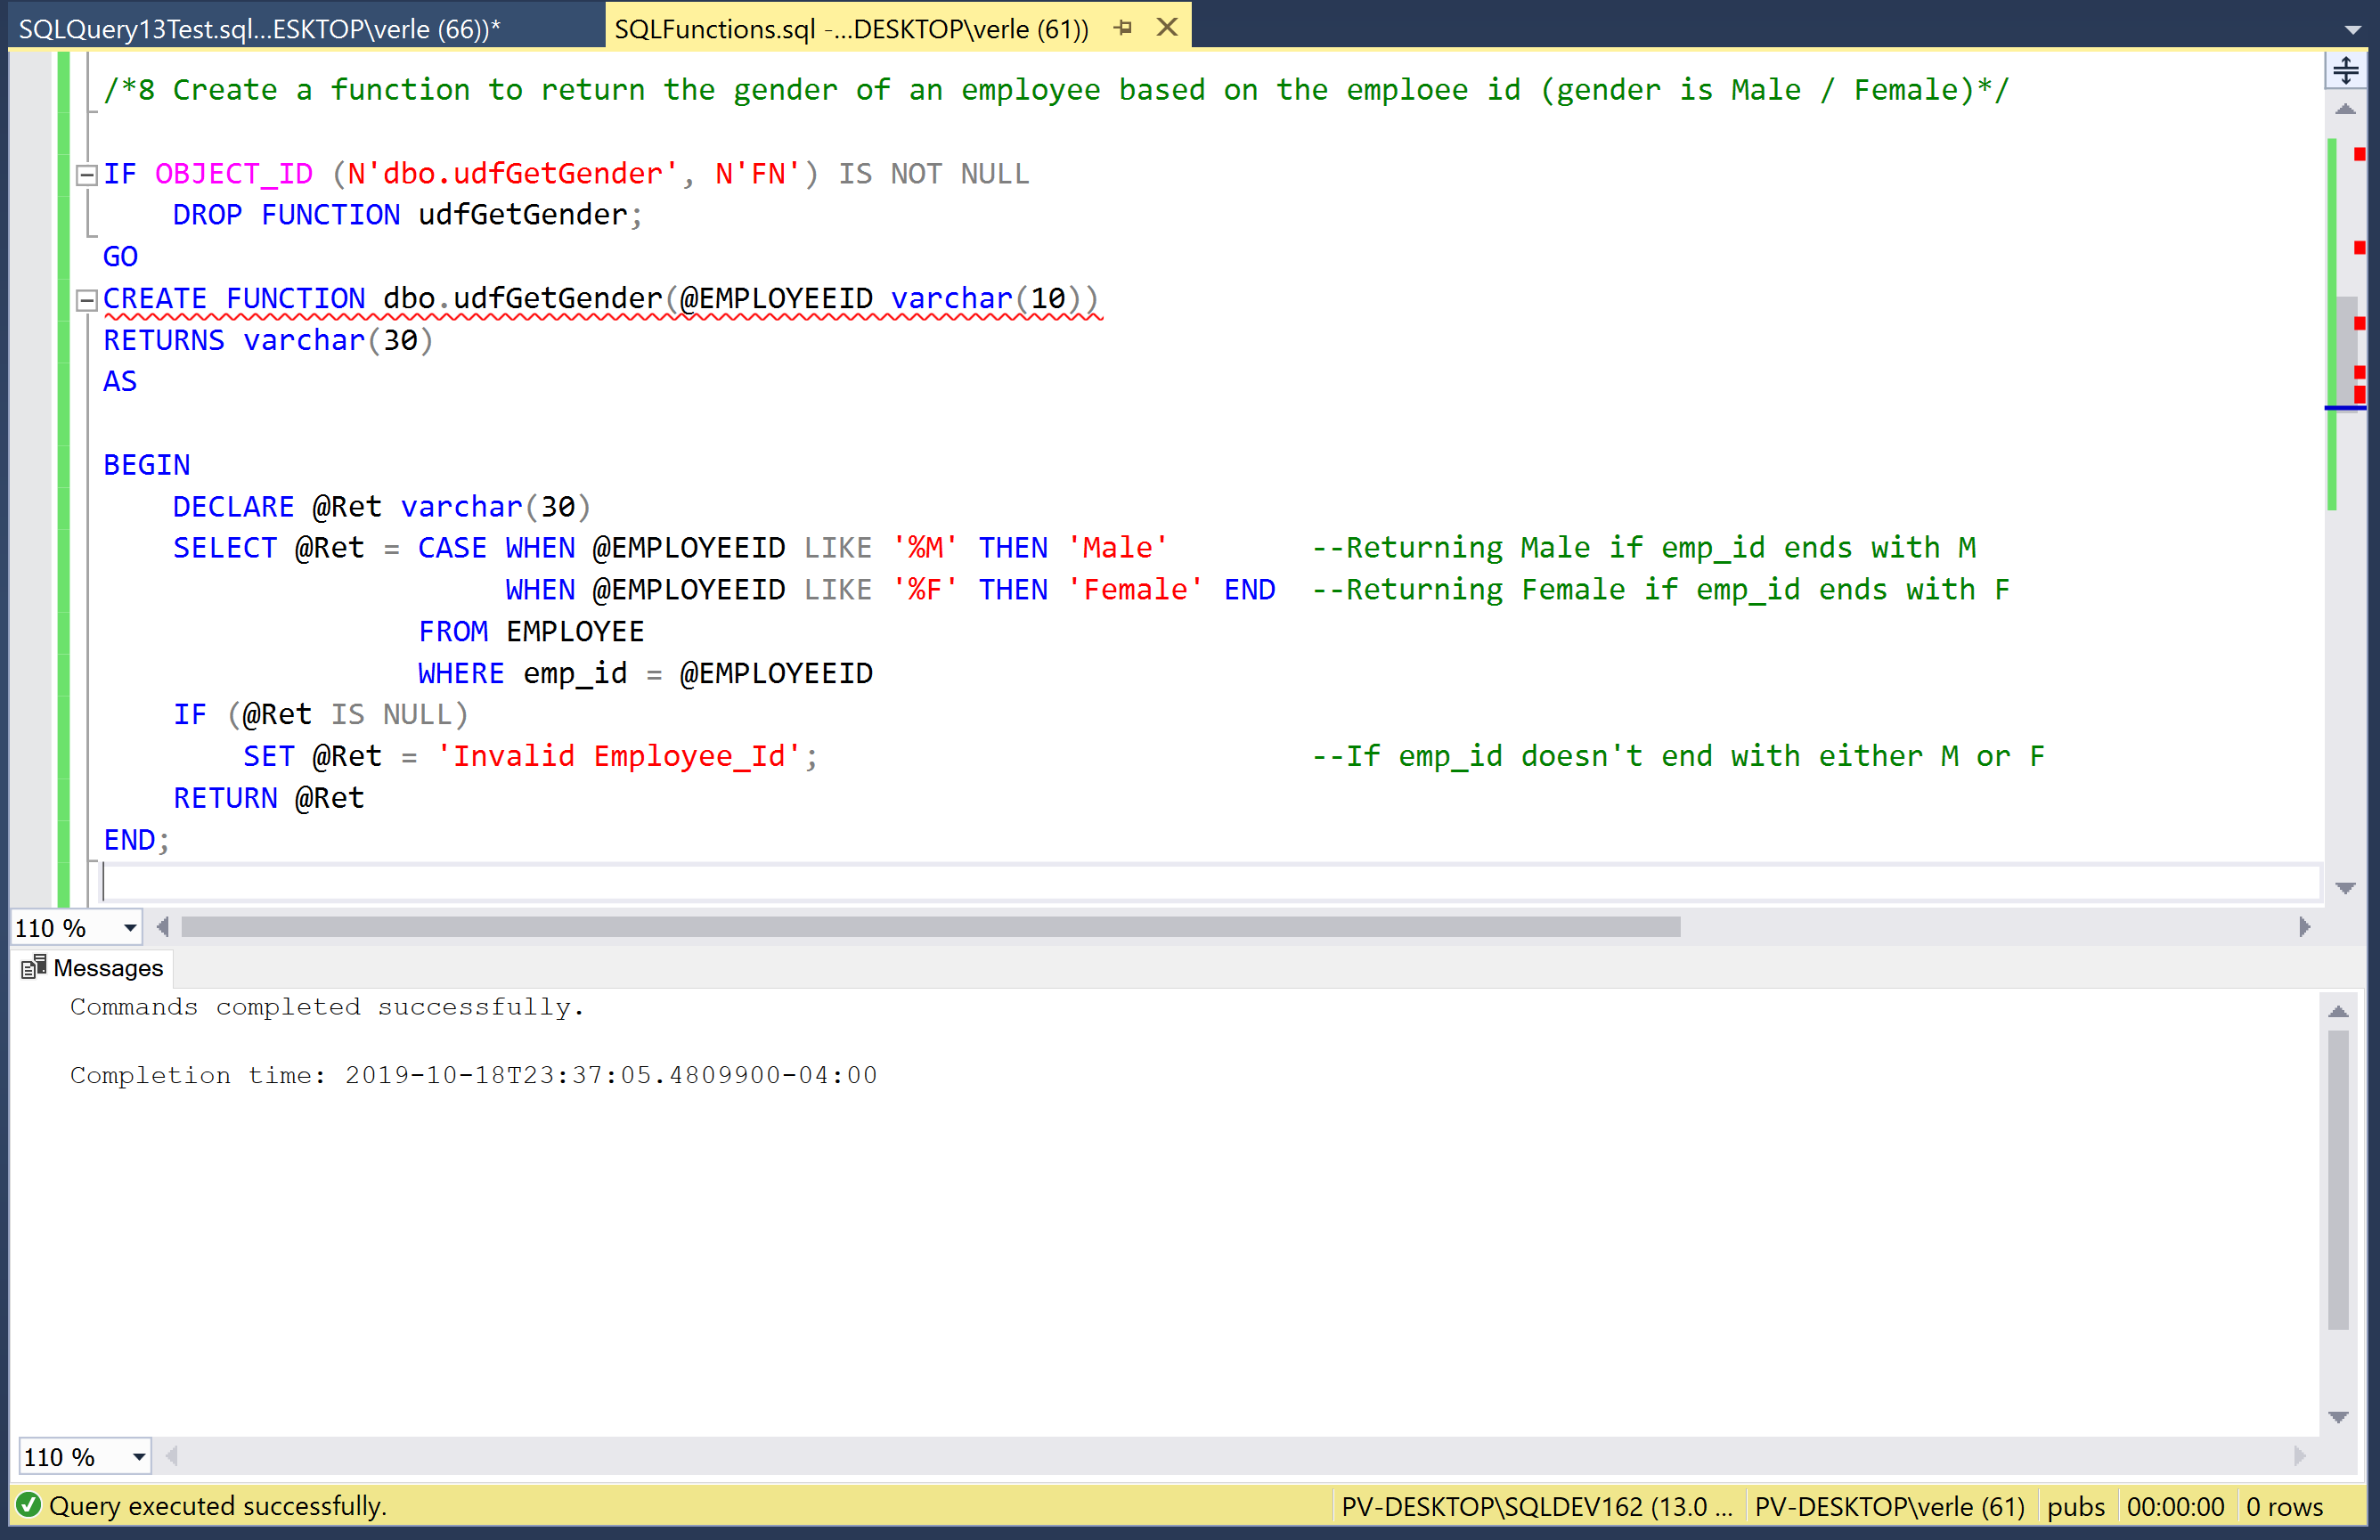 SQLQuery13Test.sql...ESKTOP\verle (66))*
SQLFunctions.sql -...DESKTOP\verle (61))
/*8 Create a function to return the gender of an employee based on the emploee id (gender is Male / Female)*/
IF OBJECT_ID (N'dbo.udfGetGender', N'FN') IS NOT NULL
    DROP FUNCTION udfGetGender;
GO
CREATE FUNCTION dbo.udfGetGender(@EMPLOYEEID varchar(10))
RETURNS varchar(30)
AS
BEGIN
    DECLARE @Ret varchar(30)
    SELECT @Ret = CASE WHEN @EMPLOYEEID LIKE '%M' THEN 'Male'        --Returning Male if emp_id ends with M
                       WHEN @EMPLOYEEID LIKE '%F' THEN 'Female' END  --Returning Female if emp_id ends with F
                  FROM EMPLOYEE
                  WHERE emp_id = @EMPLOYEEID
    IF (@Ret IS NULL)
        SET @Ret = 'Invalid Employee_Id';                            --If emp_id doesn't end with either M or F
    RETURN @Ret
END;
110 %
Messages
Commands completed successfully.
Completion time: 2019-10-18T23:37:05.4809900-04:00
110 %
Query executed successfully.
PV-DESKTOP\SQLDEV162 (13.0 ...
PV-DESKTOP\verle (61)
pubs
00:00:00
0 rows